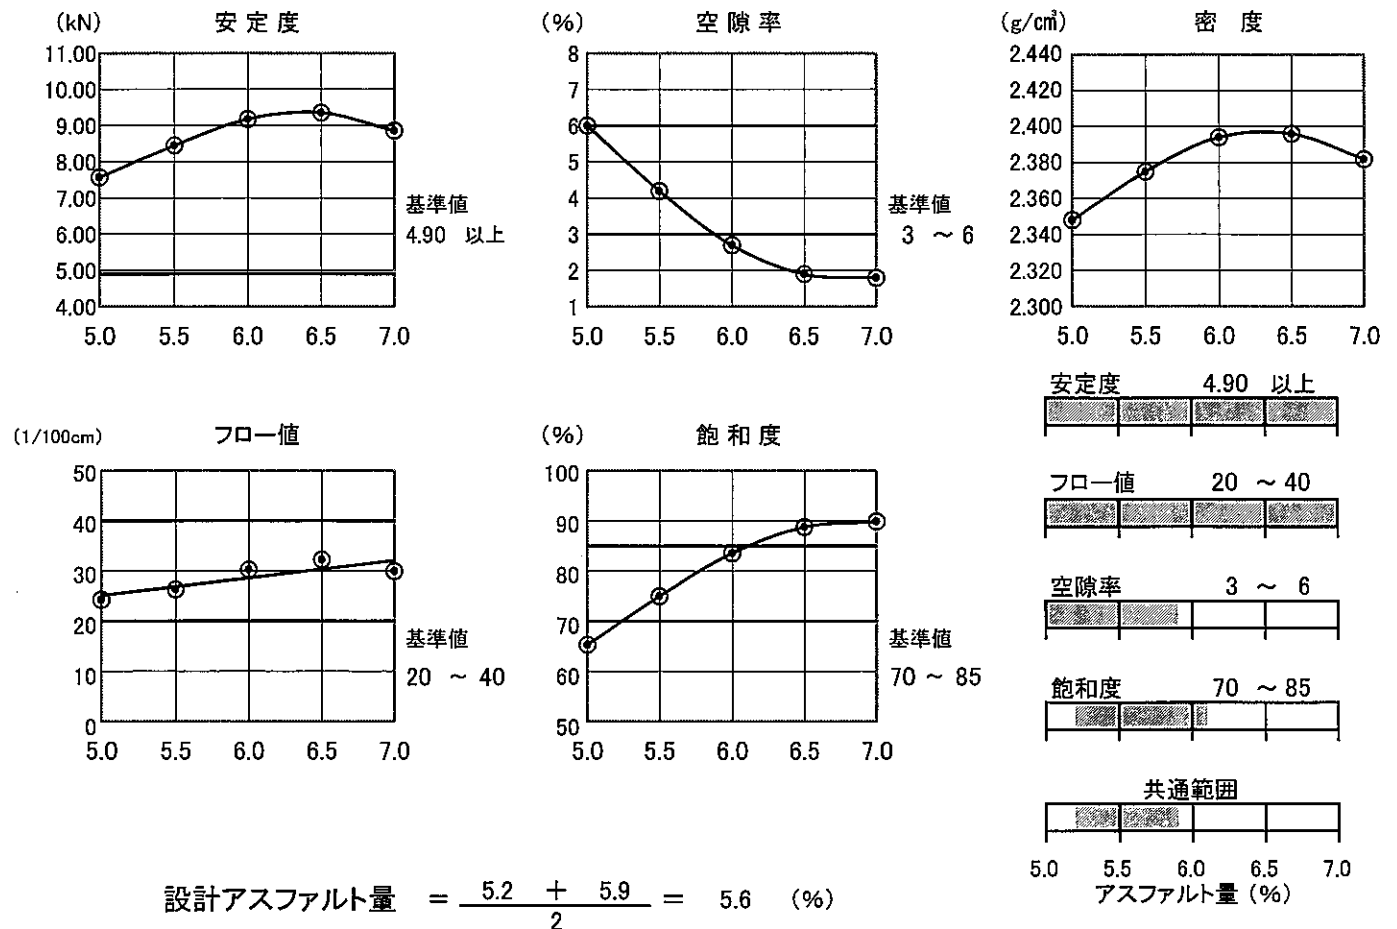 (kN) 安定度
11.00
10.00
9.00
8.00
7.00
6.00
5.00
4.00
5.0 5.5 6.0 6.5 7.0
基準値
4.90 以上
(%) 空隙率
8
7
6
5
4
3
2
1
5.0 5.5 6.0 6.5 7.0
基準値
3 ～ 6
(g/cm³) 密 度
2.440
2.420
2.400
2.380
2.360
2.340
2.320
2.300
5.0 5.5 6.0 6.5 7.0
(1/100cm) フロー値
50
40
30
20
10
0
5.0 5.5 6.0 6.5 7.0
基準値
20 ～ 40
(%) 飽和度
100
90
80
70
60
50
5.0 5.5 6.0 6.5 7.0
基準値
70 ～ 85
安定度 4.90 以上
フロー値 20 ～ 40
空隙率 3 ～ 6
飽和度 70 ～ 85
共通範囲
5.0 5.5 6.0 6.5 7.0
アスファルト量 (%)
設計アスファルト量 = 5.2 + 5.9 = 5.6 (%)
2